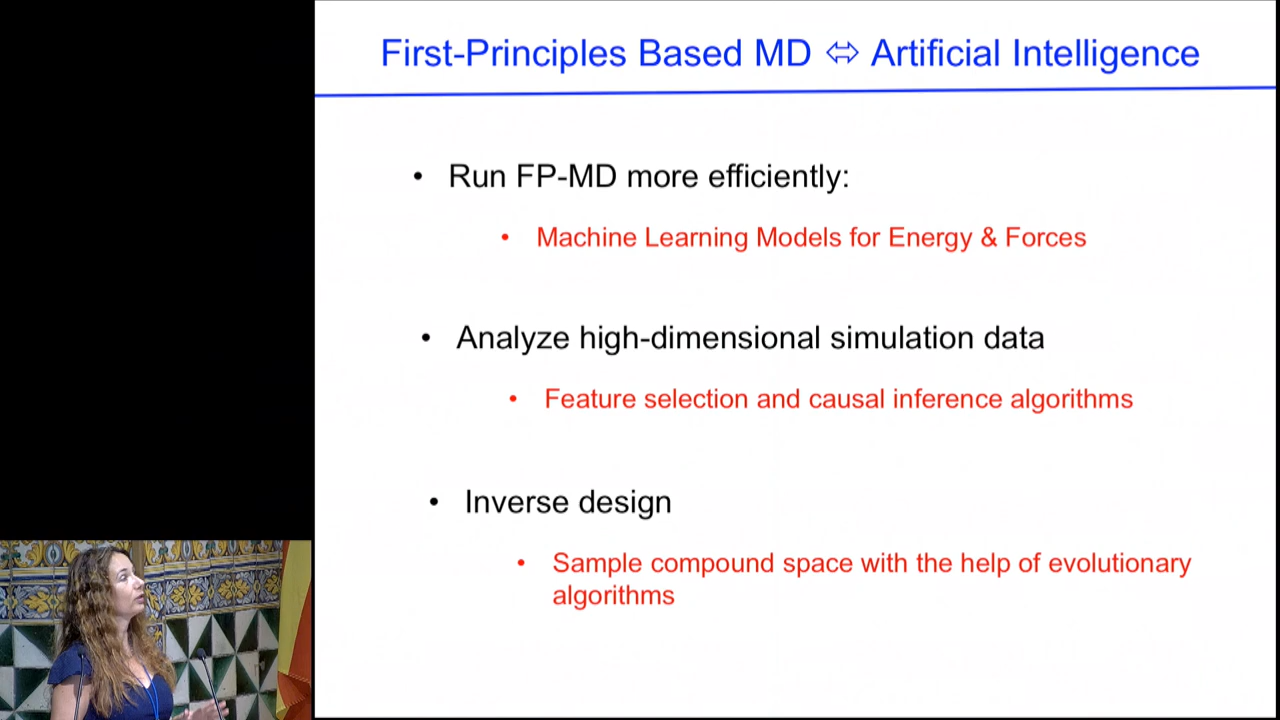 First-Principles Based MD ⇔ Artificial Intelligence
• Run FP-MD more efficiently:
• Machine Learning Models for Energy & Forces
• Analyze high-dimensional simulation data
• Feature selection and causal inference algorithms
• Inverse design
• Sample compound space with the help of evolutionary
algorithms